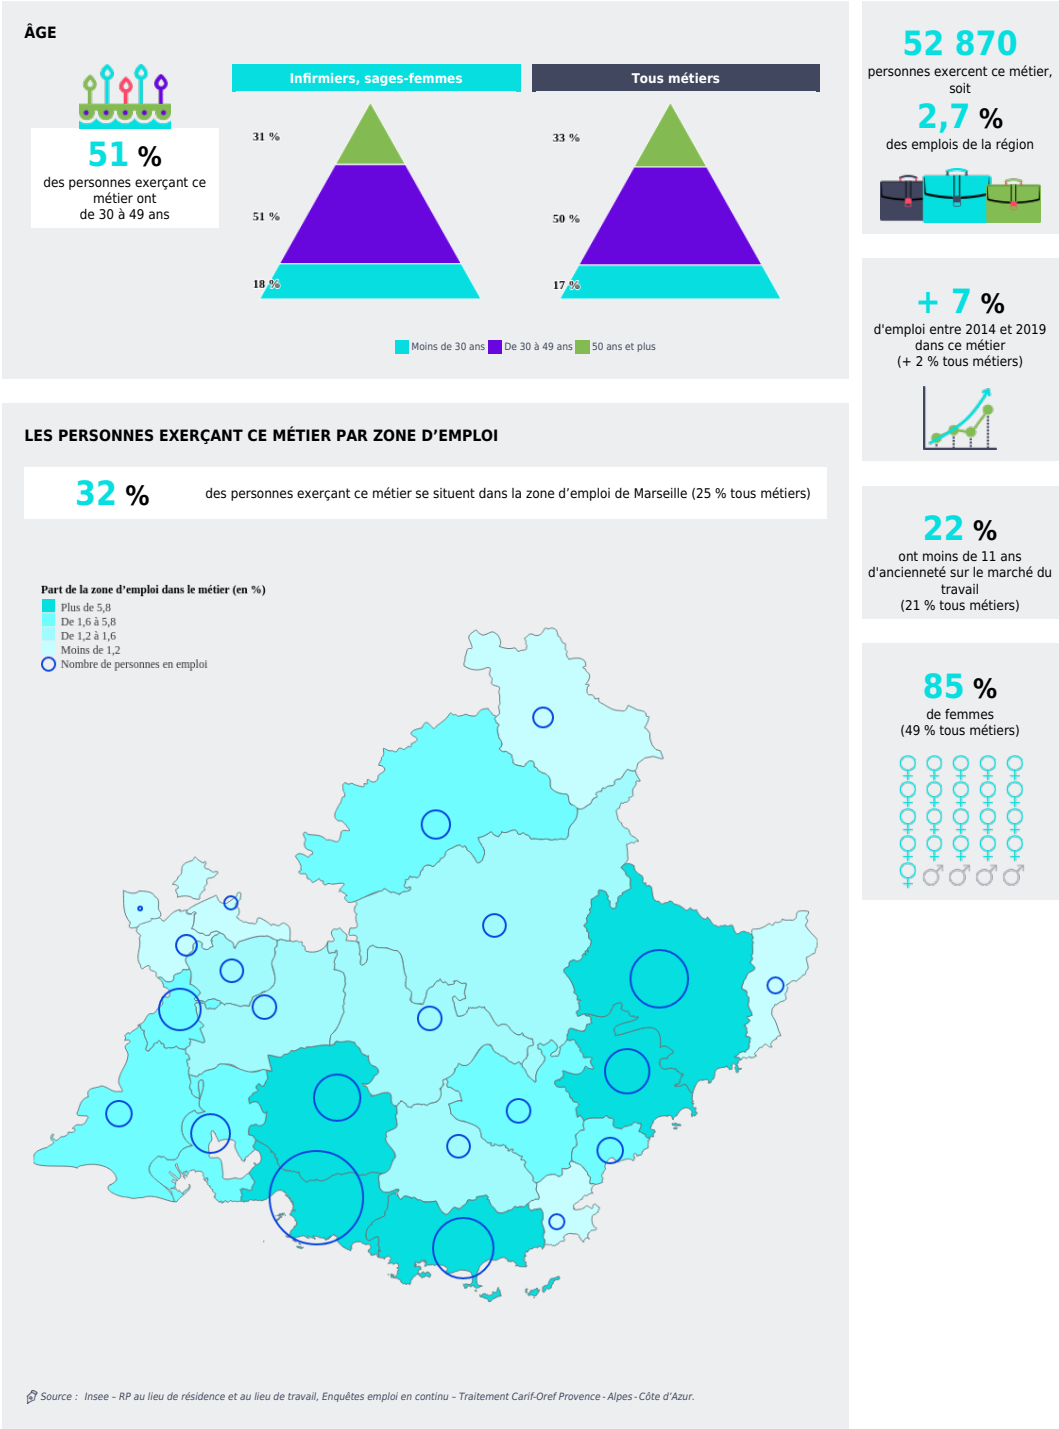 ÂGE
51 %
des personnes exerçant ce
métier ont
de 30 à 49 ans
Infirmiers, sages-femmes
31 %
51 %
18 %
Tous métiers
33 %
50 %
17 %
Moins de 30 ans De 30 à 49 ans 50 ans et plus
LES PERSONNES EXERÇANT CE MÉTIER PAR ZONE D’EMPLOI
32 %
des personnes exerçant ce métier se situent dans la zone d’emploi de Marseille (25 % tous métiers)
Part de la zone d’emploi dans le métier (en %)
Plus de 5,8
De 1,6 à 5,8
De 1,2 à 1,6
Moins de 1,2
Nombre de personnes en emploi
Source : Insee – RP au lieu de résidence et au lieu de travail, Enquêtes emploi en continu – Traitement Carif-Oref Provence - Alpes - Côte d’Azur.
52 870
personnes exercent ce métier,
soit
2,7 %
des emplois de la région
+ 7 %
d'emploi entre 2014 et 2019
dans ce métier
(+ 2 % tous métiers)
22 %
ont moins de 11 ans
d'ancienneté sur le marché du
travail
(21 % tous métiers)
85 %
de femmes
(49 % tous métiers)